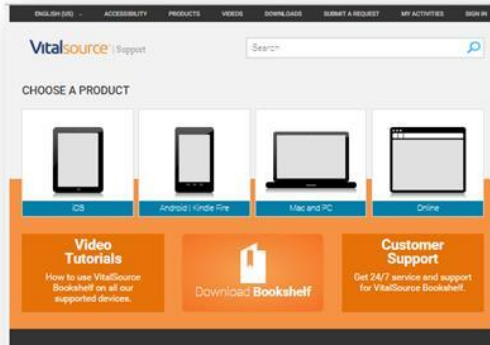 ENGLISH (US) ACCESSIBILITY PRODUCTS VIDEOS DOWNLOADS SUBMIT A REQUEST MY ACTIVITIES SIGN IN
Vitalsource | Support
Search
CHOOSE A PRODUCT
iOS
Android | Kindle Fire
Mac and PC
Online
Video
Tutorials
How to use VitalSource
Bookshelf on all our
supported devices.
Download Bookshelf
Customer
Support
Get 24/7 service and support
for VitalSource Bookshelf.